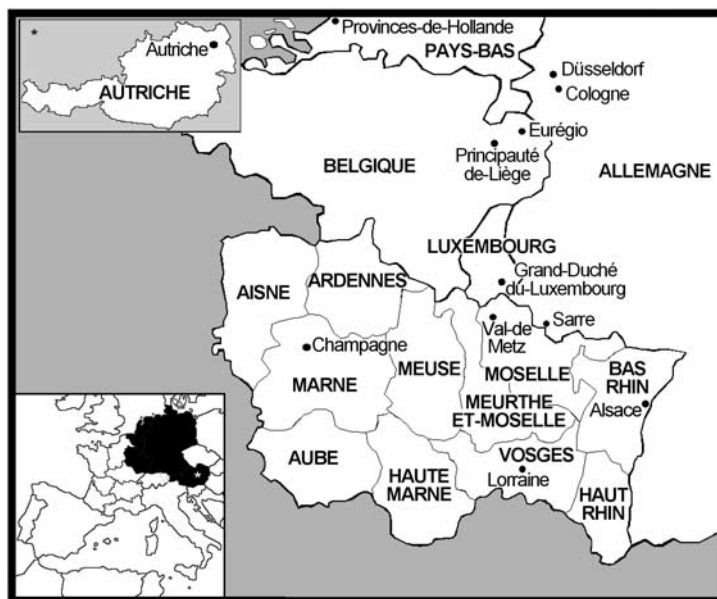 *
Autriche
AUTRICHE
Provinces-de-Hollande
PAYS-BAS
Düsseldorf
Cologne
Eurégio
Principauté
de-Liège
BELGIQUE
ALLEMAGNE
LUXEMBOURG
Grand-Duché
du-Luxembourg
ARDENNES
AISNE
Sarre
Val-de
Metz
Champagne
MEUSE
MOSELLE
BAS
RHIN
MARNE
MEURTHE
ET-MOSELLE
Alsace
AUBE
HAUTE
MARNE
VOSGES
Lorraine
HAUT
RHIN
*